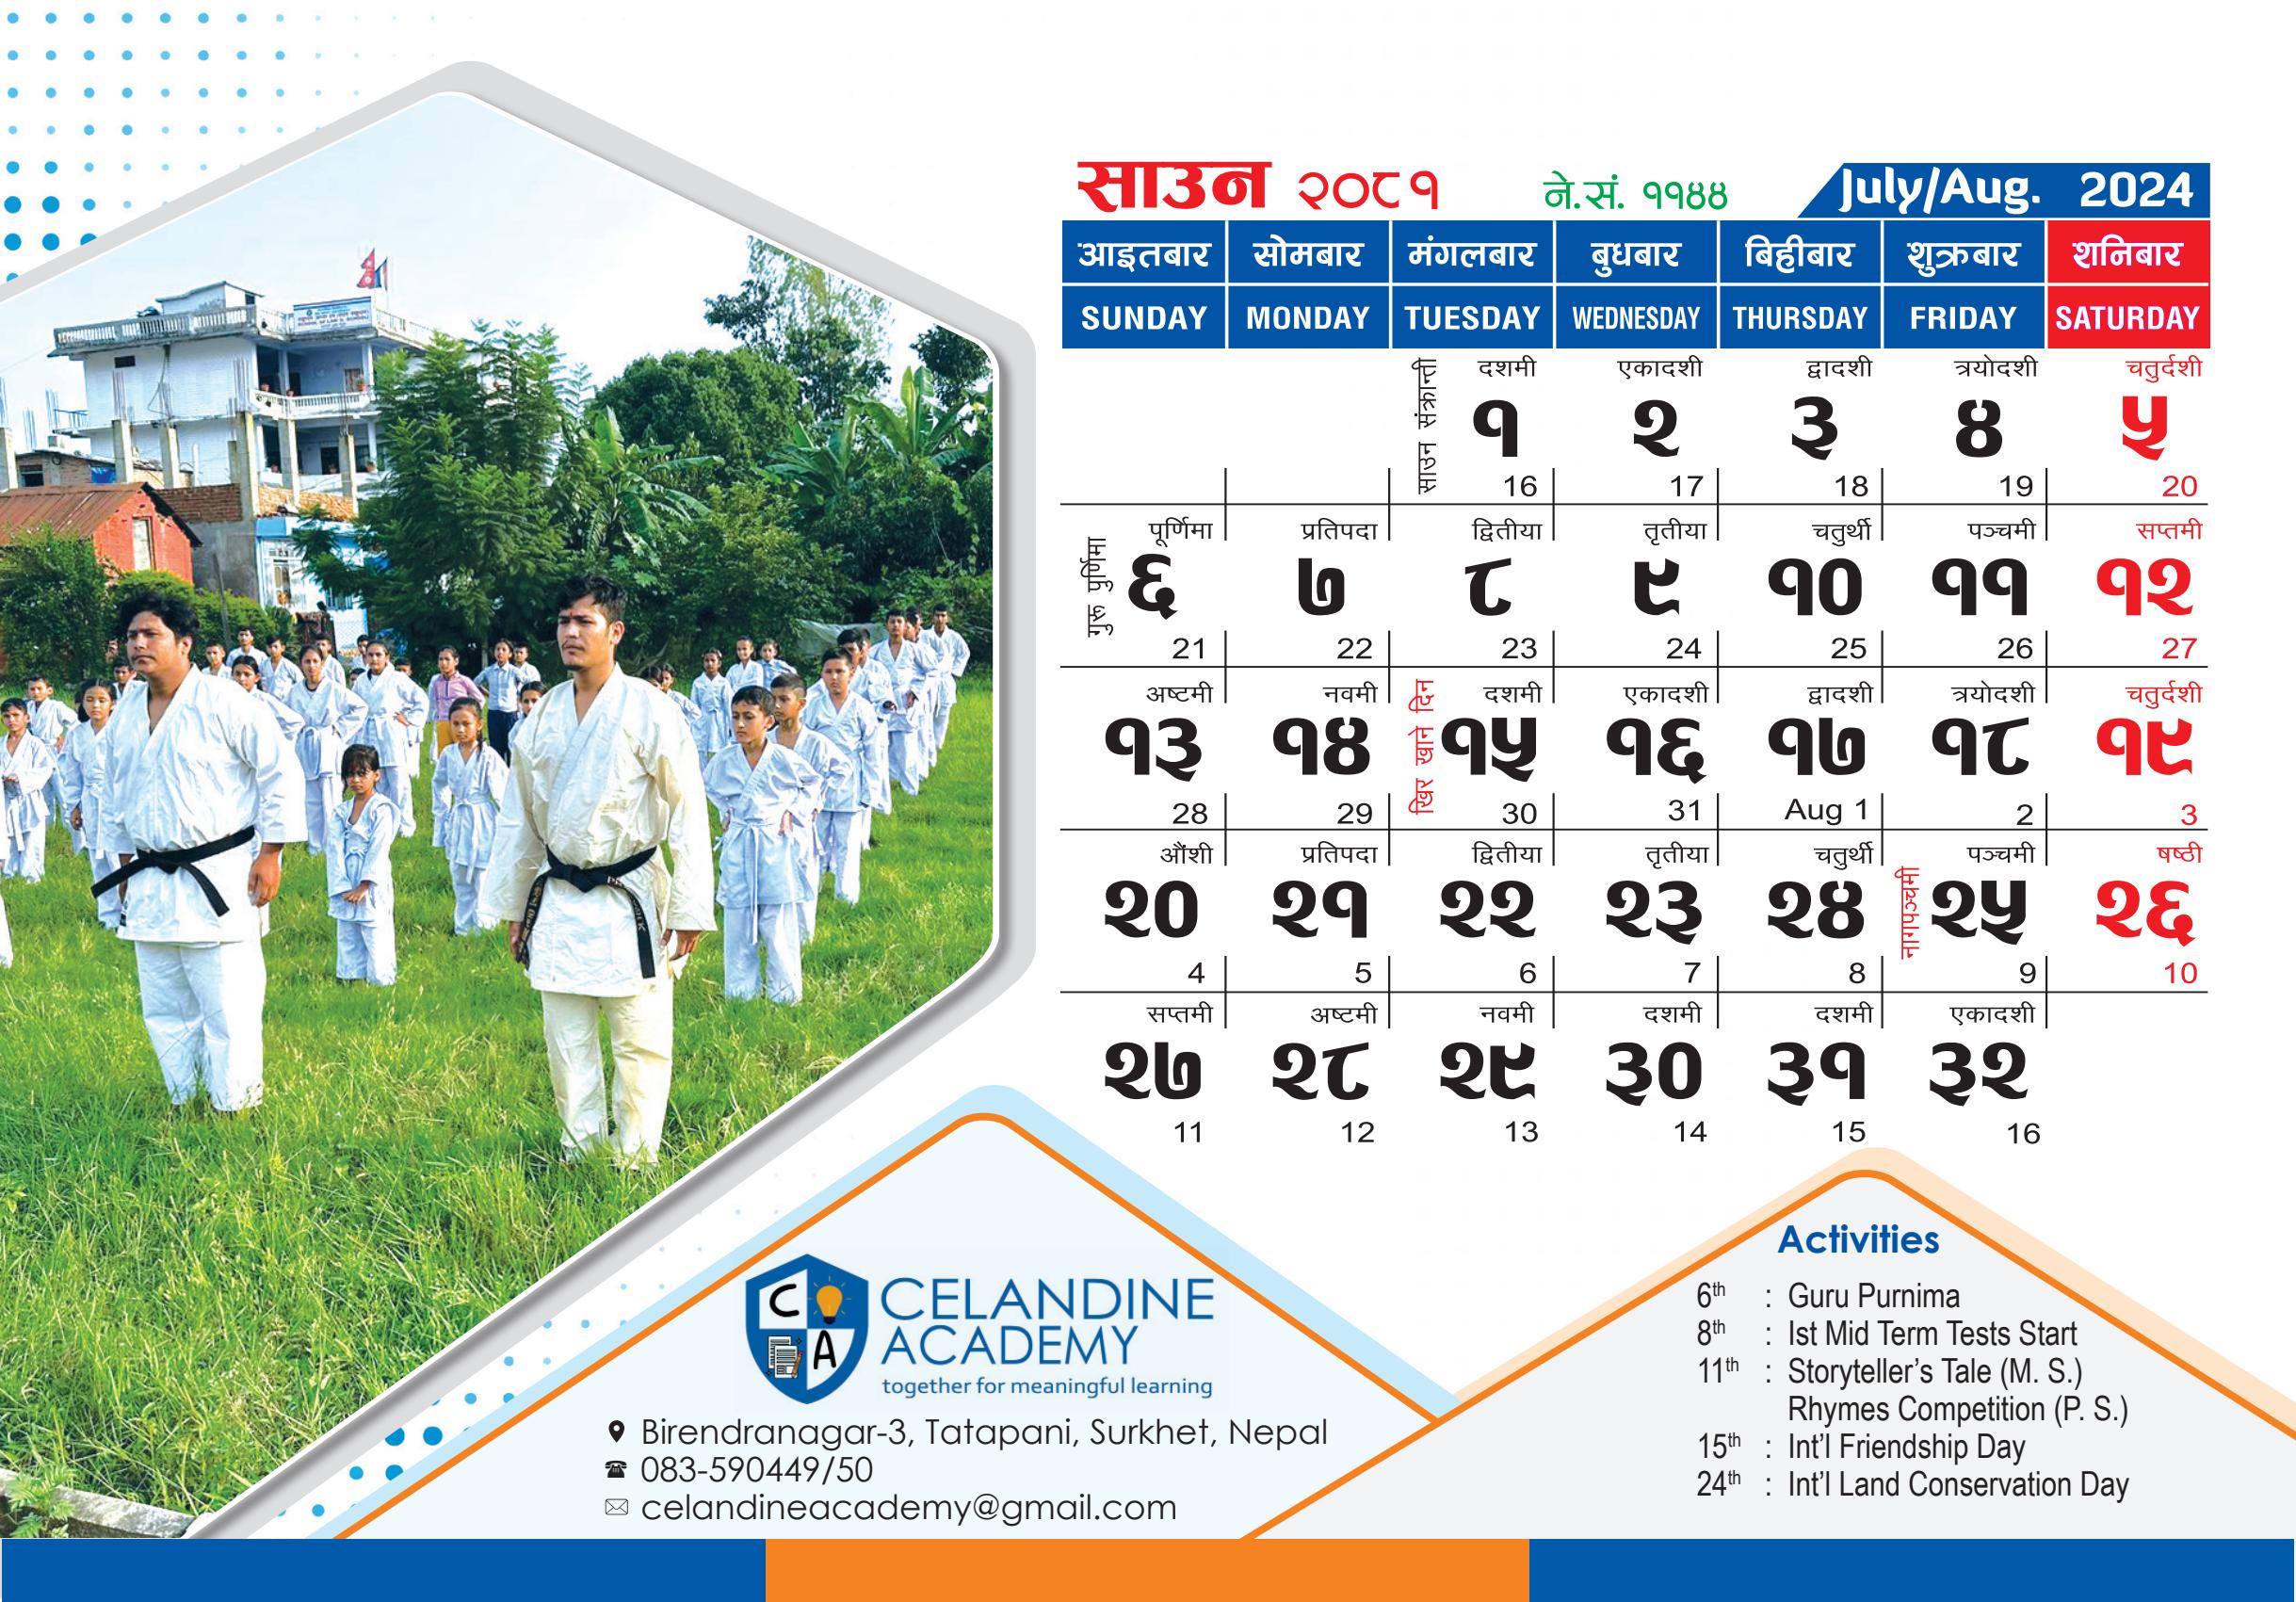 साउन २०८१ ने.सं. ११४४ July/Aug. 2024
आइतबार सोमबार मंगलबार बुधबार बिहीबार शुक्रबार शनिबार
SUNDAY MONDAY TUESDAY WEDNESDAY THURSDAY FRIDAY SATURDAY
साउन संक्रान्ती
दशमी एकादशी द्वादशी त्रयोदशी चतुर्दशी
१ २ ३ ४ ५
16 17 18 19 20
गुरू पुर्णिमा
पूर्णिमा प्रतिपदा द्वितीया तृतीया चतुर्थी पञ्चमी सप्तमी
६ ७ ८ ९ १० ११ १२
21 22 23 24 25 26 27
खिर खाने दिन
अष्टमी नवमी दशमी एकादशी द्वादशी त्रयोदशी चतुर्दशी
१३ १४ १५ १६ १७ १८ १९
28 29 30 31 Aug 1 2 3
नागपञ्चमी
औंशी प्रतिपदा द्वितीया तृतीया चतुर्थी पञ्चमी षष्ठी
२० २१ २२ २३ २४ २५ २६
4 5 6 7 8 9 10
सप्तमी अष्टमी नवमी दशमी दशमी एकादशी
२७ २८ २९ ३० ३१ ३२
11 12 13 14 15 16
C A
CELANDINE
ACADEMY
together for meaningful learning
Birendranagar-3, Tatapani, Surkhet, Nepal
083-590449/50
celandineacademy@gmail.com
Activities
6th : Guru Purnima
8th : Ist Mid Term Tests Start
11th : Storyteller's Tale (M. S.)
Rhymes Competition (P. S.)
15th : Int'l Friendship Day
24th : Int'l Land Conservation Day